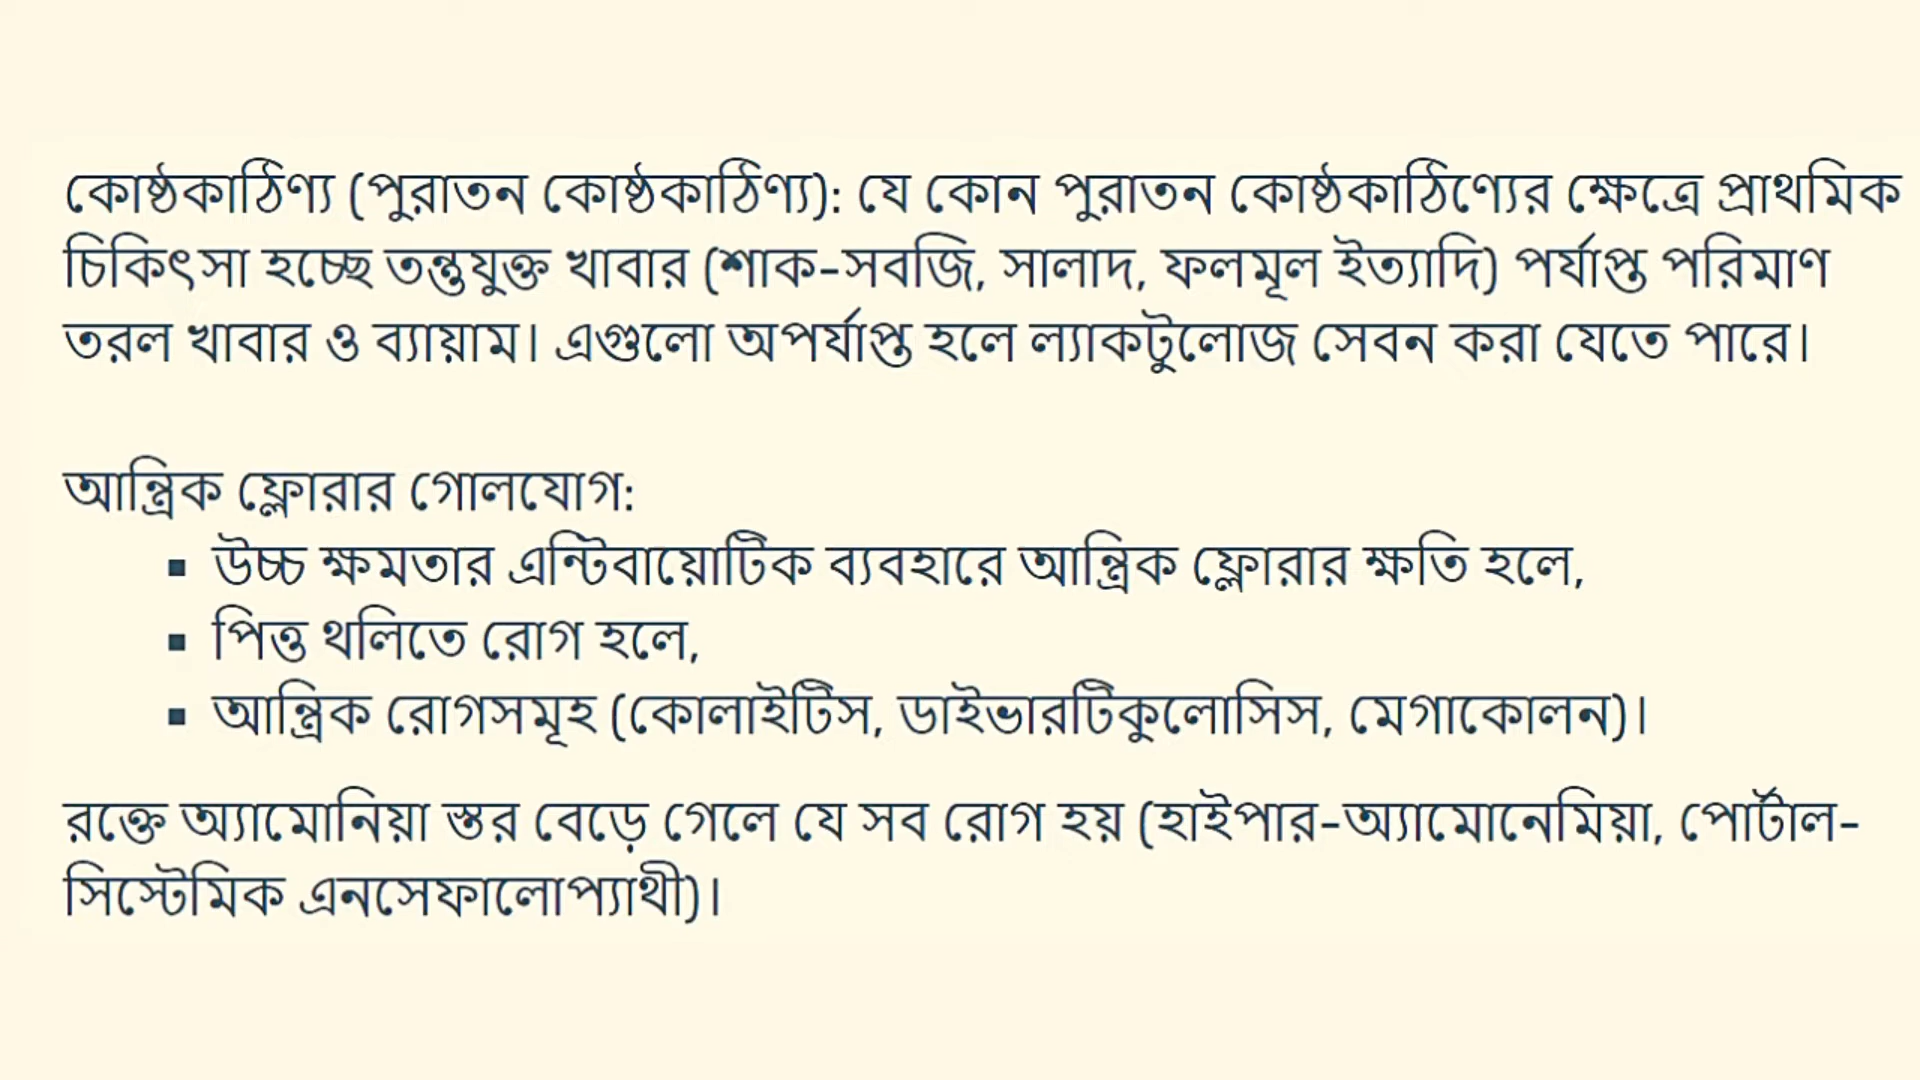 কোষ্ঠকাঠিণ্য (পুরাতন কোষ্ঠকাঠিণ্য): যে কোন পুরাতন কোষ্ঠকাঠিণ্যের ক্ষেত্রে প্রাথমিক
চিকিৎসা হচ্ছে তন্তুযুক্ত খাবার (শাক-সবজি, সালাদ, ফলমূল ইত্যাদি) পর্যাপ্ত পরিমাণ
তরল খাবার ও ব্যায়াম। এগুলো অপর্যাপ্ত হলে ল্যাকটুলোজ সেবন করা যেতে পারে।
আন্ত্রিক ফ্লোরার গোলযোগ:
▪ উচ্চ ক্ষমতার এন্টিবায়োটিক ব্যবহারে আন্ত্রিক ফ্লোরার ক্ষতি হলে,
▪ পিত্ত থলিতে রোগ হলে,
▪ আন্ত্রিক রোগসমূহ (কোলাইটিস, ডাইভারটিকুলোসিস, মেগাকোলন)।
রক্তে অ্যামোনিয়া স্তর বেড়ে গেলে যে সব রোগ হয় (হাইপার-অ্যামোনেমিয়া, পোর্টাল-
সিস্টেমিক এনসেফালোপ্যাথী)।